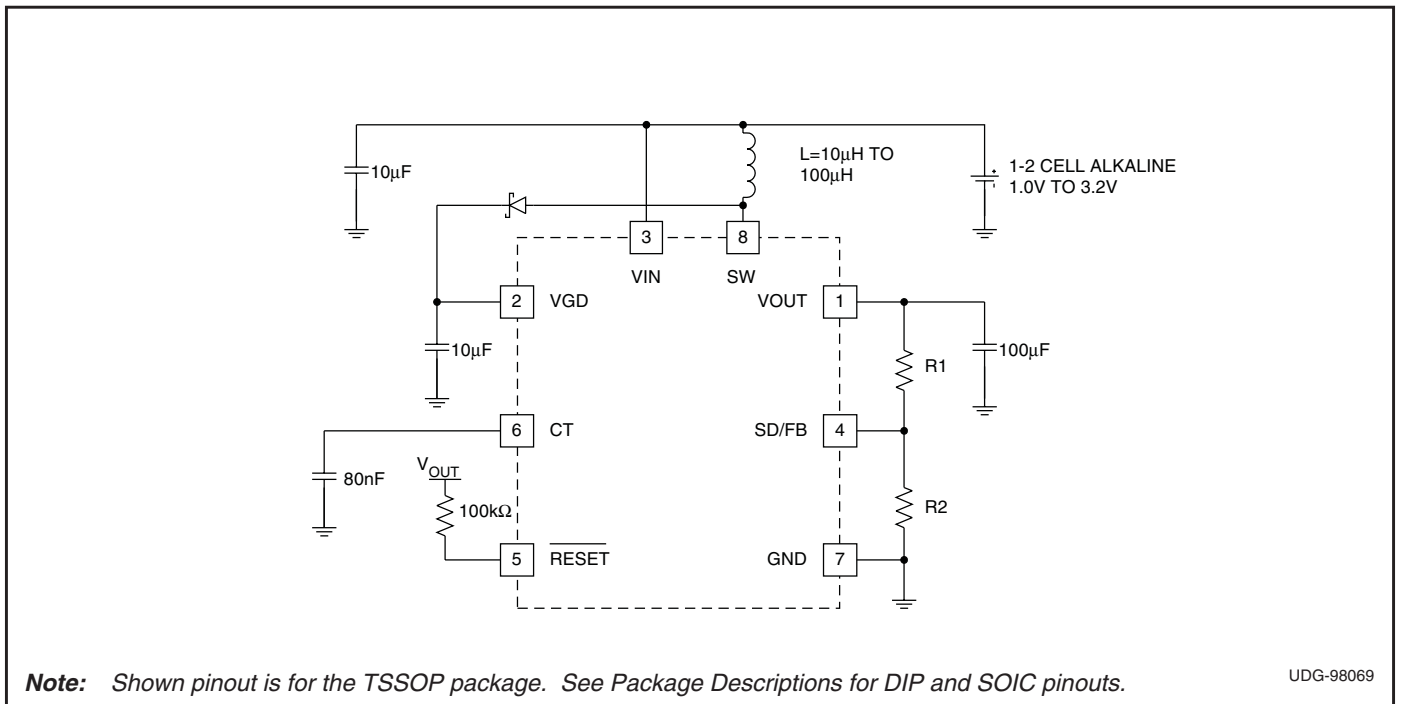 10µF
L=10µH TO
100µH
+
1-2 CELL ALKALINE
1.0V TO 3.2V
-
3
8
VIN
SW
2
VGD
VOUT
1
10µF
R1
100µF
6
CT
SD/FB
4
80nF
VOUT
100kΩ
R2
5
RESET
GND
7
Note: Shown pinout is for the TSSOP package. See Package Descriptions for DIP and SOIC pinouts.
UDG-98069